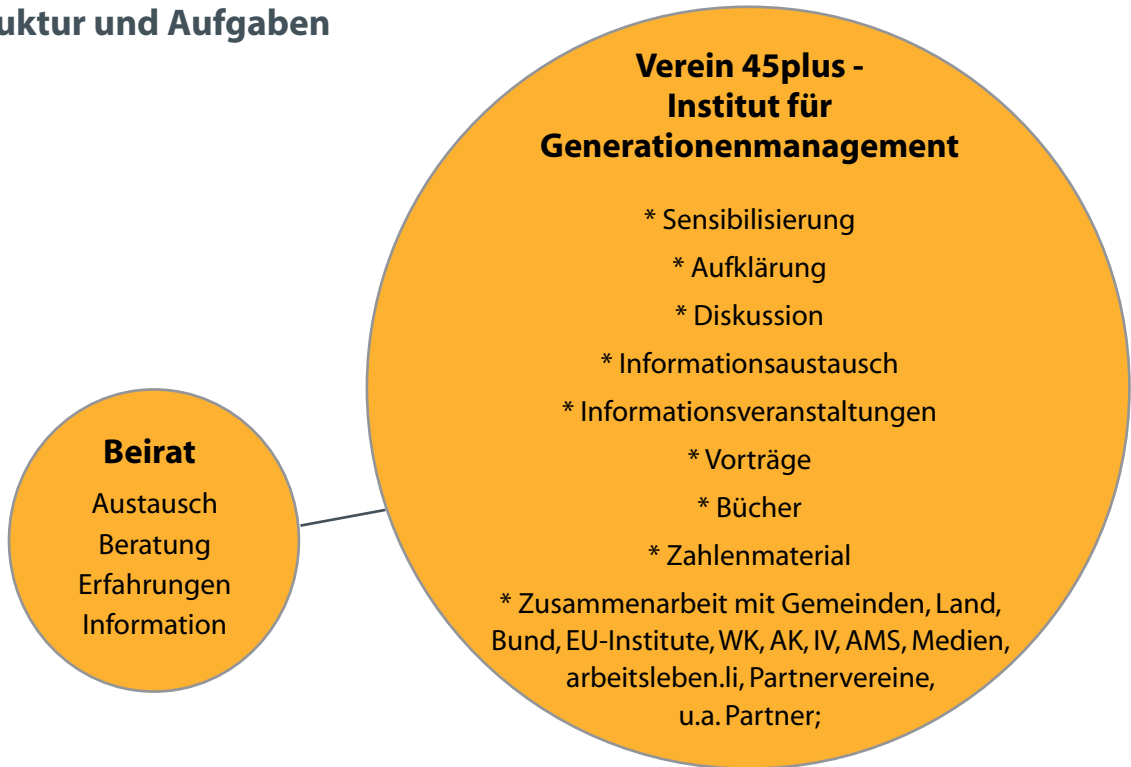 uktur und Aufgaben
Verein 45plus -
Institut für
Generationenmanagement
* Sensibilisierung
* Aufklärung
* Diskussion
* Informationsaustausch
* Informationsveranstaltungen
* Vorträge
* Bücher
* Zahlenmaterial
* Zusammenarbeit mit Gemeinden, Land,
Bund, EU-Institute, WK, AK, IV, AMS, Medien,
arbeitsleben.li, Partnervereine,
u.a. Partner;
Beirat
Austausch
Beratung
Erfahrungen
Information